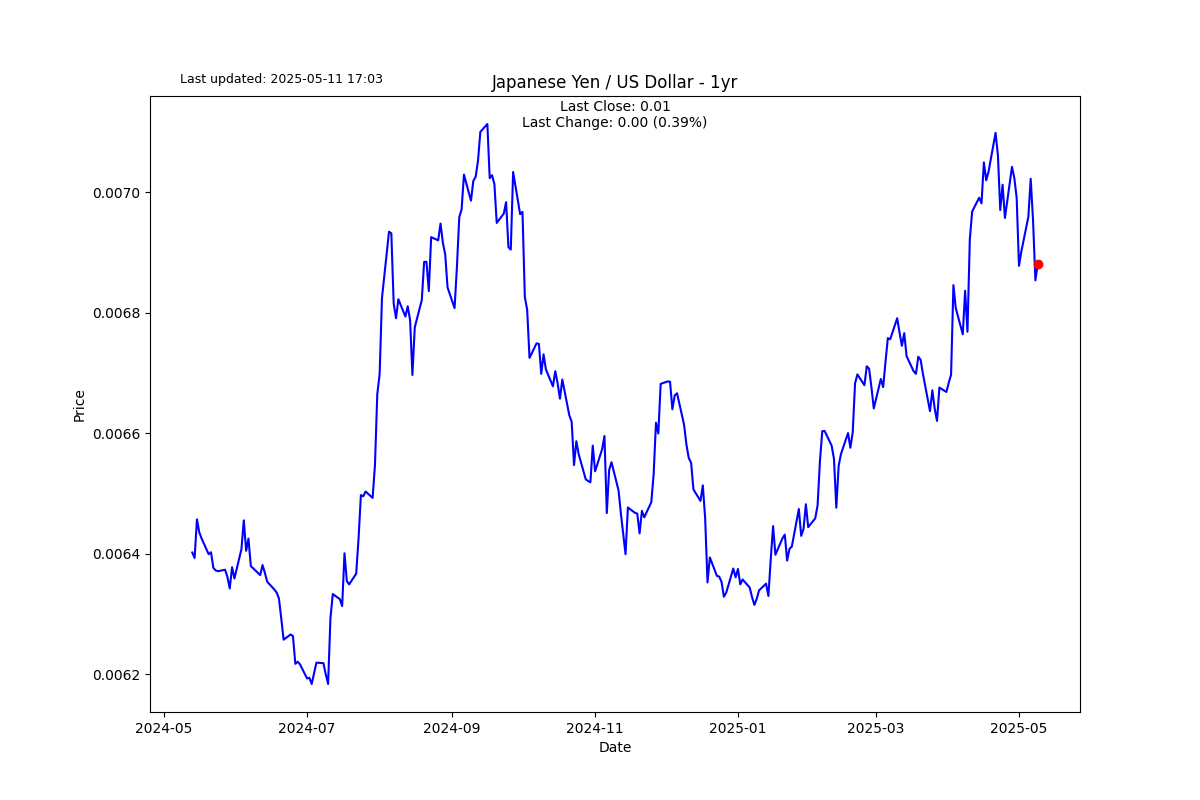 Last updated: 2025-05-11 17:03
Japanese Yen / US Dollar - 1yr
Last Close: 0.01
Last Change: 0.00 (0.39%)
Price
0.0070
0.0068
0.0066
0.0064
0.0062
2024-05
2024-07
2024-09
2024-11
2025-01
2025-03
2025-05
Date